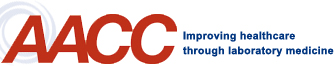 AACC
Improving healthcare
through laboratory medicine